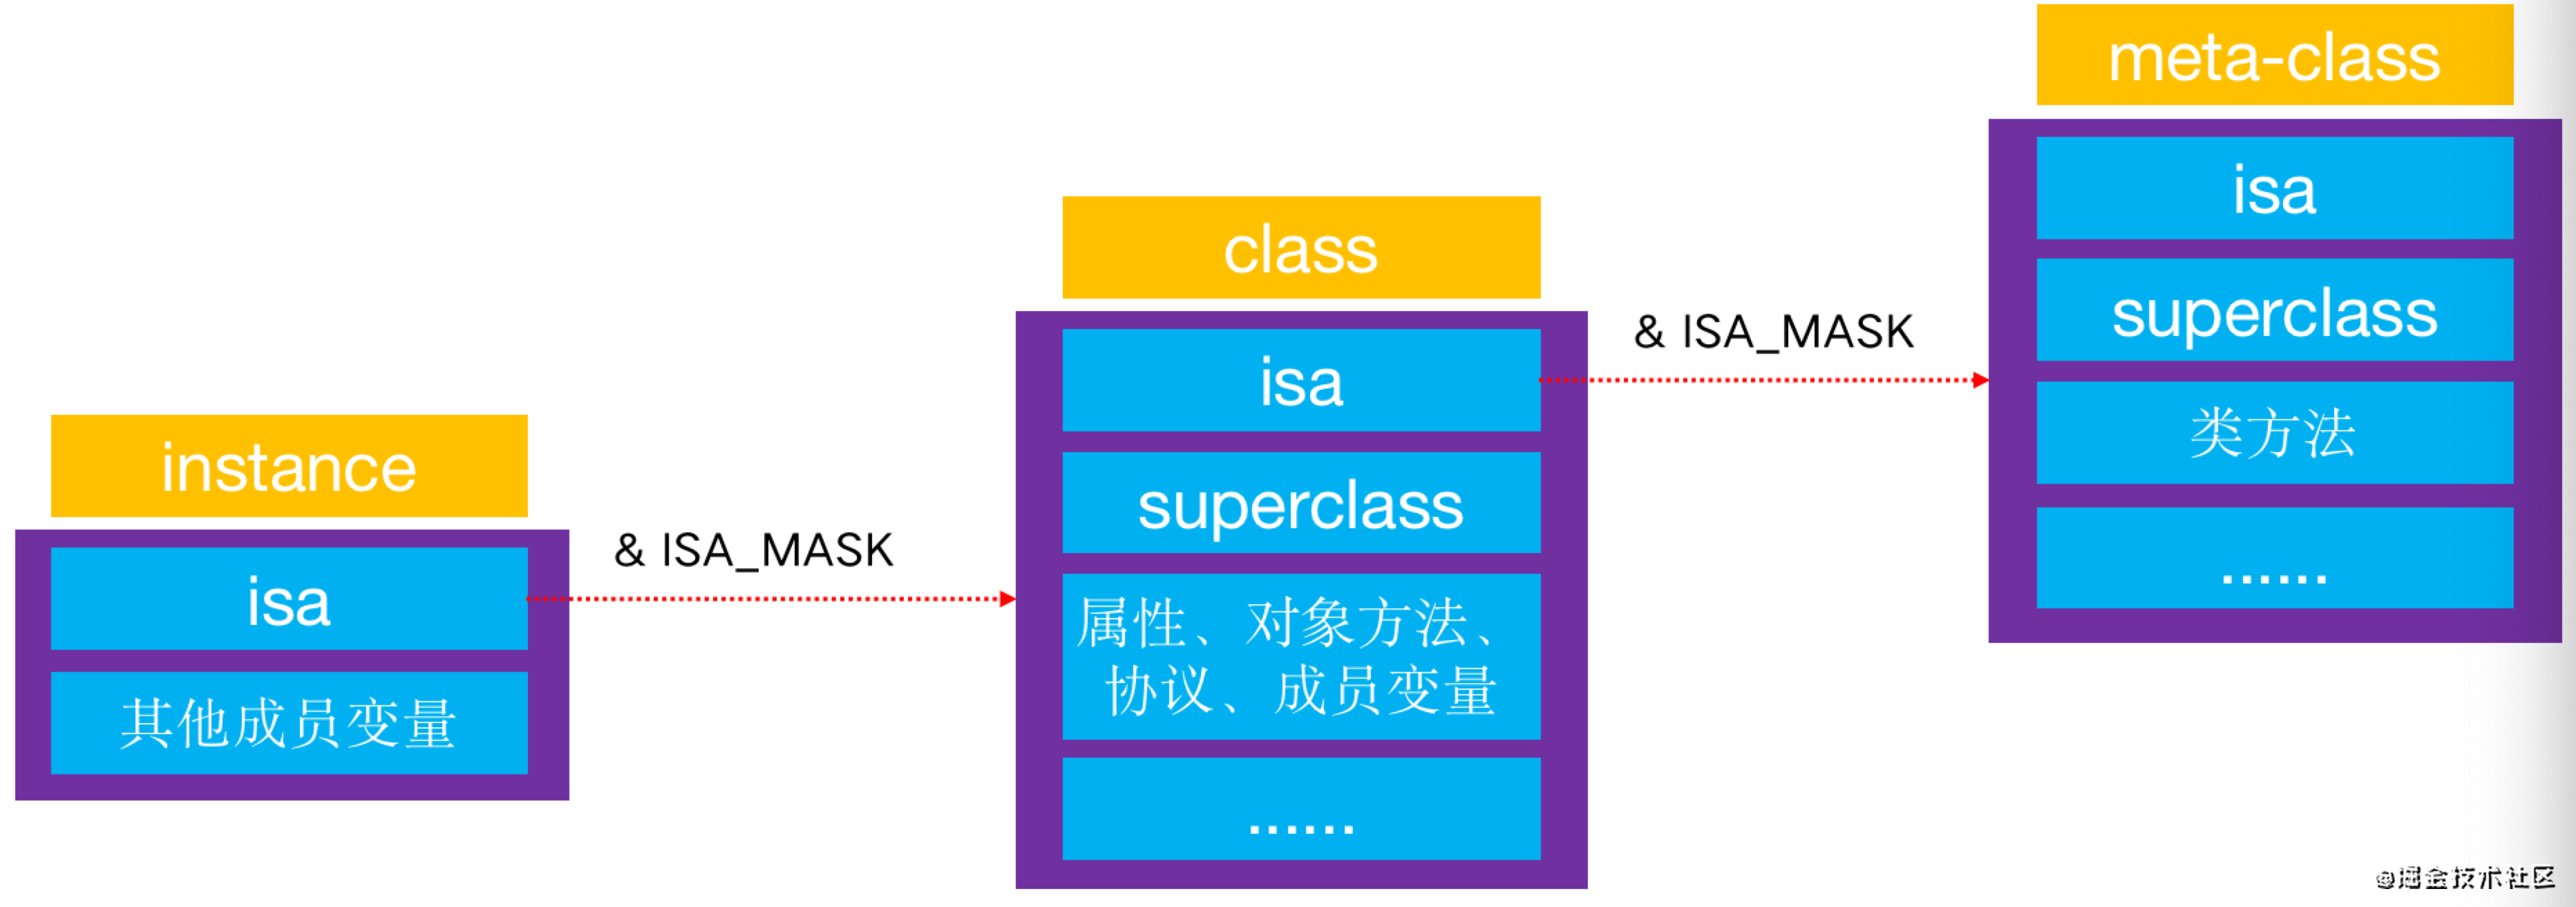 instance
isa
其他成员变量
& ISA_MASK
class
isa
superclass
属性、对象方法、
协议、成员变量
......
& ISA_MASK
meta-class
isa
superclass
类方法
......
@掘金技术社区